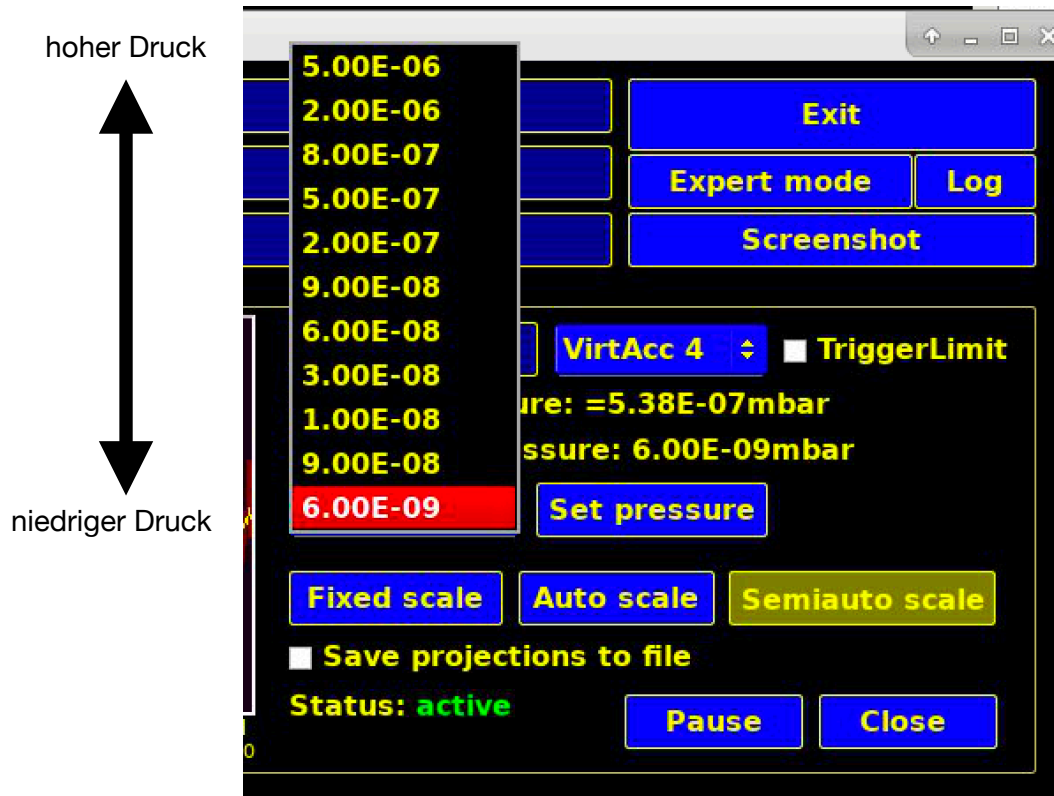 hoher Druck
niedriger Druck
5.00E-06
2.00E-06
8.00E-07
5.00E-07
2.00E-07
9.00E-08
6.00E-08
3.00E-08
1.00E-08
9.00E-08
6.00E-09
Exit
Expert mode
Log
Screenshot
VirtAcc 4
TriggerLimit
ure: =5.38E-07mbar
ssure: 6.00E-09mbar
Set pressure
Fixed scale
Auto scale
Semiauto scale
Save projections to file
Status: active
Pause
Close
0